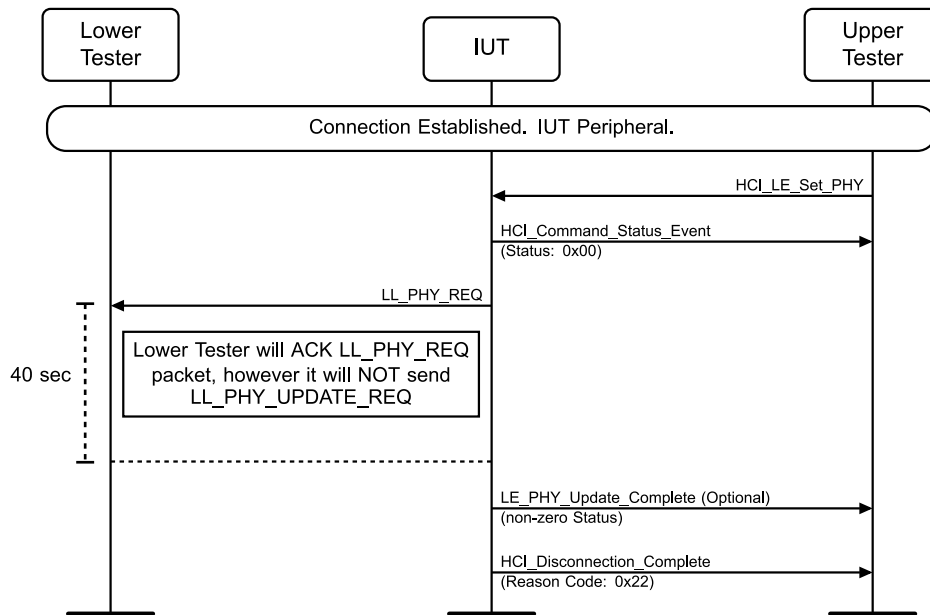 Lower
Tester
IUT
Upper
Tester
Connection Established. IUT Peripheral.
HCI_LE_Set_PHY
HCI_Command_Status_Event
(Status: 0x00)
LL_PHY_REQ
40 sec
Lower Tester will ACK LL_PHY_REQ
packet, however it will NOT send
LL_PHY_UPDATE_REQ
LE_PHY_Update_Complete (Optional)
(non-zero Status)
HCI_Disconnection_Complete
(Reason Code: 0x22)